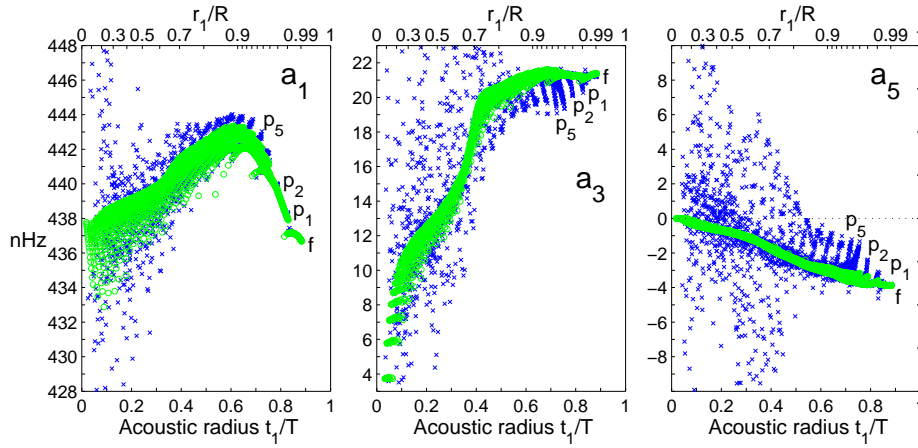 r1/R
r1/R
r1/R
0 0.3 0.5 0.7 0.9 0.99 1
0 0.3 0.5 0.7 0.9 0.99 1
0 0.3 0.5 0.7 0.9 0.99 1
448
446
444
442
440
438
nHz
436
434
432
430
428
a1
p5
p2
p1
f
22
20
18
16
14
12
10
8
6
4
a3
f
p1
p2
p5
8
6
4
2
0
−2
−4
−6
−8
a5
p5
p2
p1
f
0 0.2 0.4 0.6 0.8 1
0 0.2 0.4 0.6 0.8 1
0 0.2 0.4 0.6 0.8 1
Acoustic radius t1/T
Acoustic radius t1/T
Acoustic radius t1/T